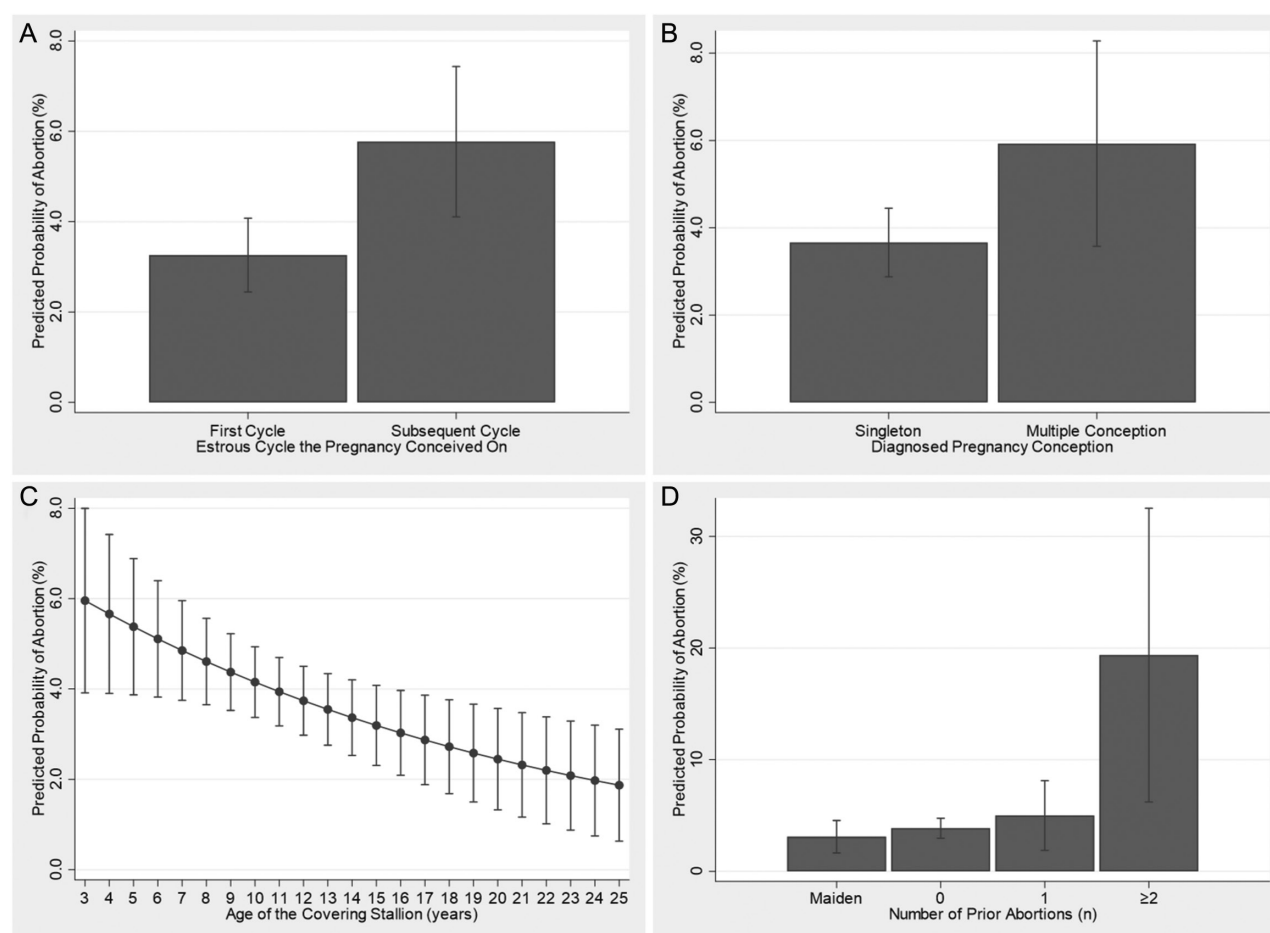 A
Predicted Probability of Abortion (%)
8.0
6.0
4.0
2.0
0.0
First Cycle Subsequent Cycle
Estrous Cycle the Pregnancy Conceived On
B
Predicted Probability of Abortion (%)
8.0
6.0
4.0
2.0
0.0
Singleton Multiple Conception
Diagnosed Pregnancy Conception
C
Predicted Probability of Abortion (%)
8.0
6.0
4.0
2.0
0.0
3 4 5 6 7 8 9 10 11 12 13 14 15 16 17 18 19 20 21 22 23 24 25
Age of the Covering Stallion (years)
D
Predicted Probability of Abortion (%)
30
20
10
0
Maiden 0 1 ≥2
Number of Prior Abortions (n)